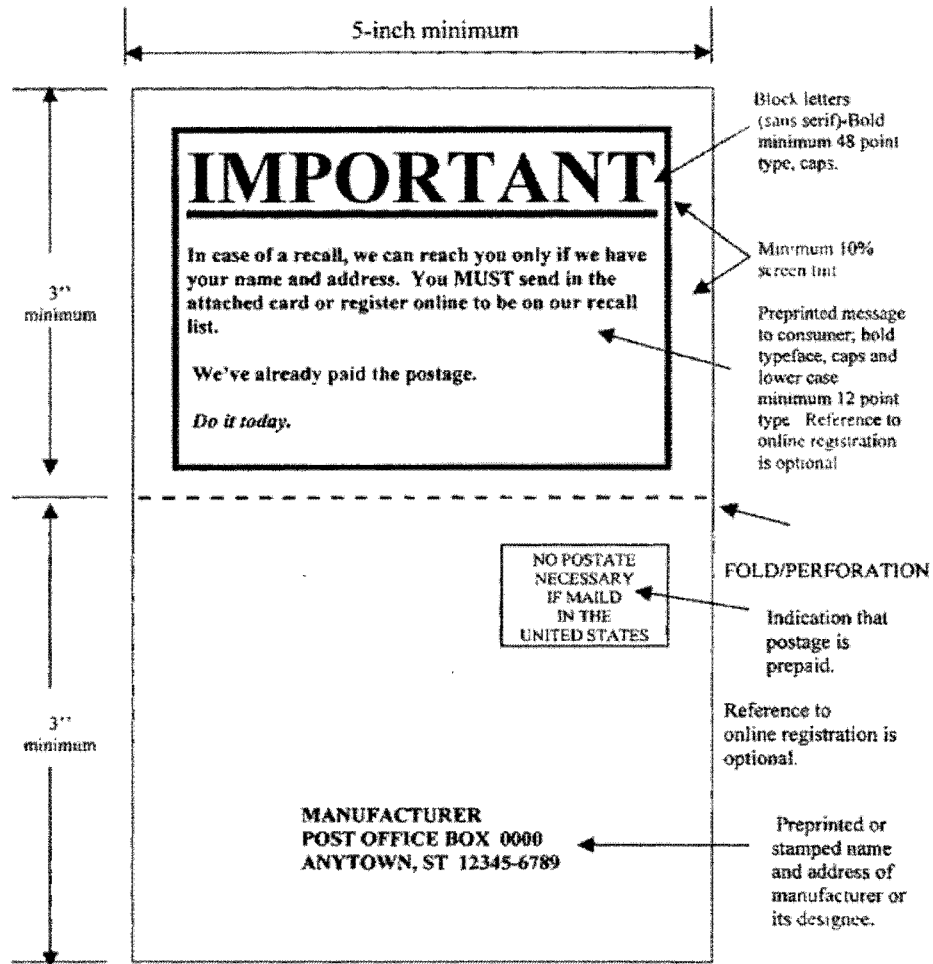 5-inch minimum
Block letters
(sans serif)-Bold
minimum 48 point
type, caps.
IMPORTANT
In case of a recall, we can reach you only if we have
your name and address. You MUST send in the
attached card or register online to be on our recall
list.
We've already paid the postage.
Do it today.
3"
minimum
Minimum 10%
screen tint
Preprinted message
to consumer; bold
typeface, caps and
lower case
minimum 12 point
type Reference to
online registration
is optional
NO POSTATE
NECESSARY
IF MAILD
IN THE
UNITED STATES
FOLD/PERFORATION
Indication that
postage is
prepaid.
3"
minimum
Reference to
online registration is
optional.
MANUFACTURER
POST OFFICE BOX 0000
ANYTOWN, ST 12345-6789
Preprinted or
stamped name
and address of
manufacturer or
its designee.